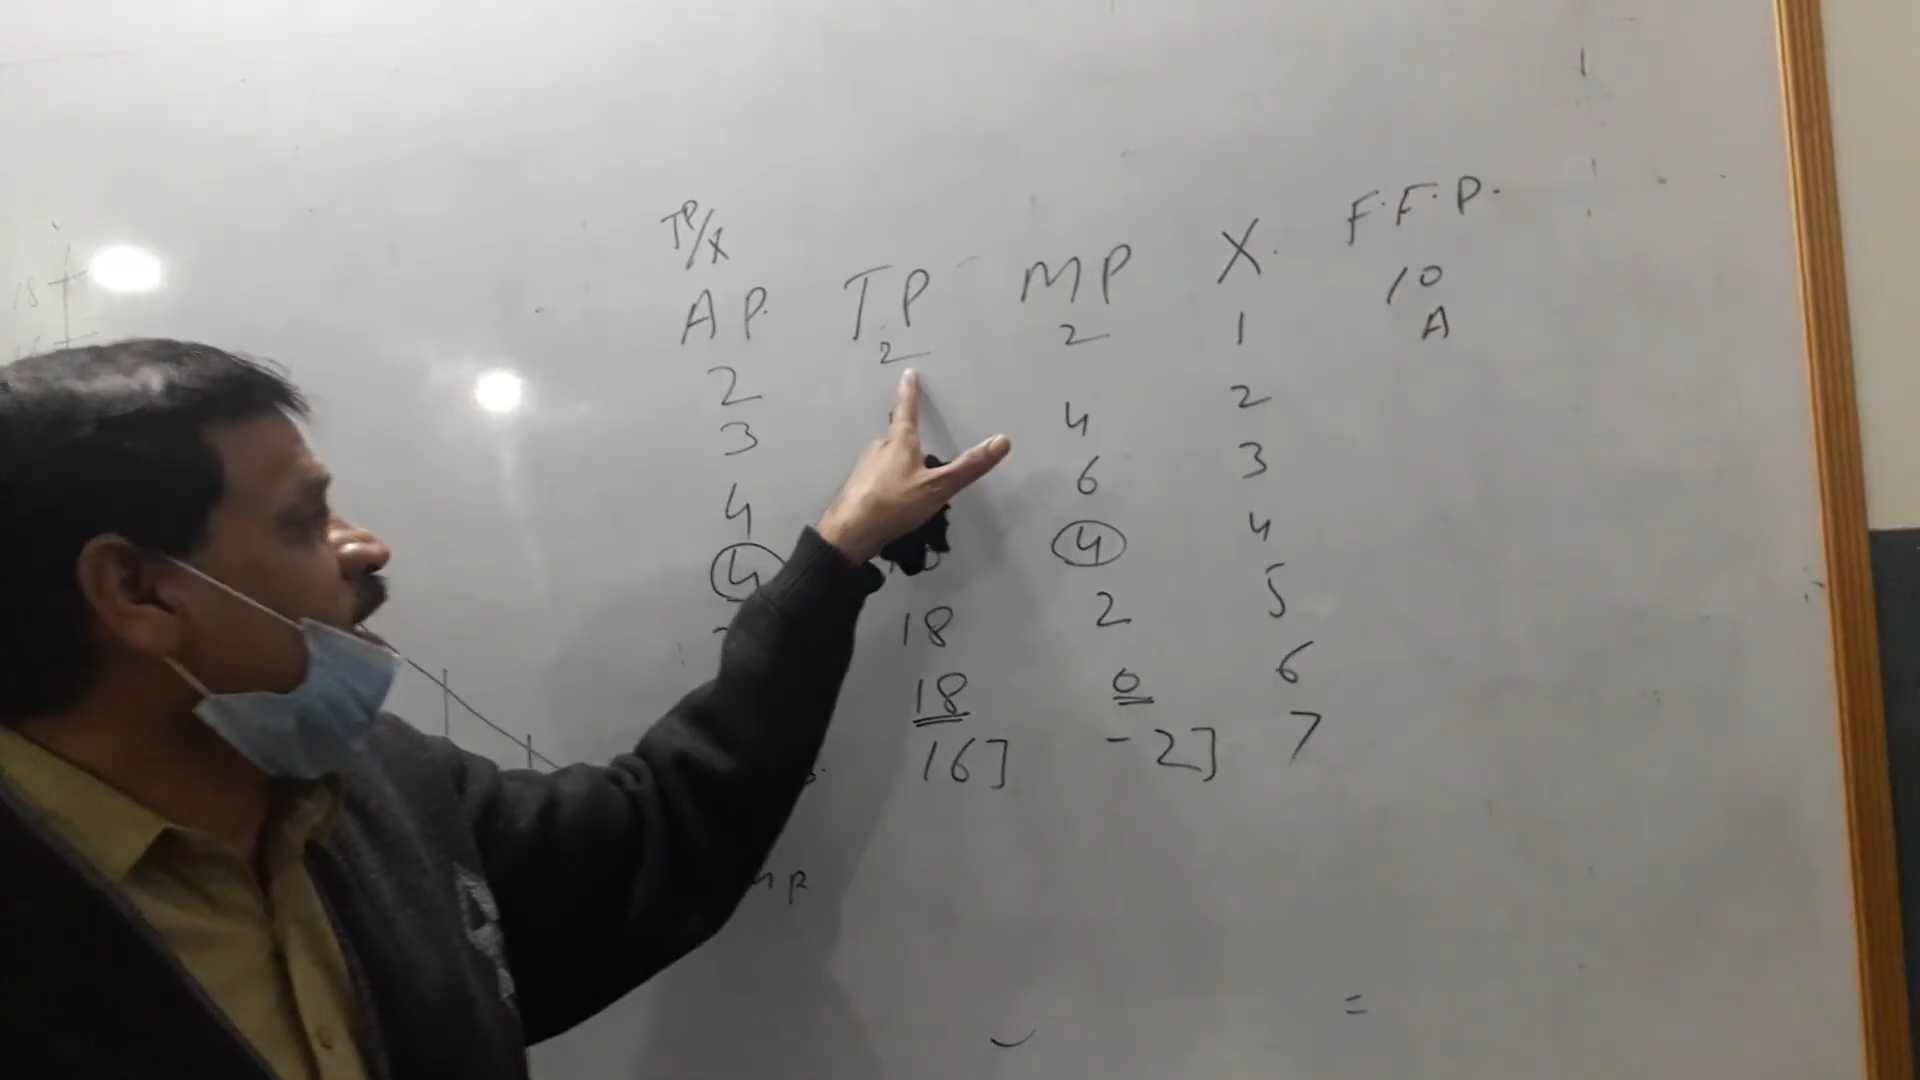 TP/X
AP. TP MP X. F.F.P.
2 2 2 1 10
3 4 2 A
4 6 3
4 4 4
18 2 5
18 0 6
16] -2] 7
18
=